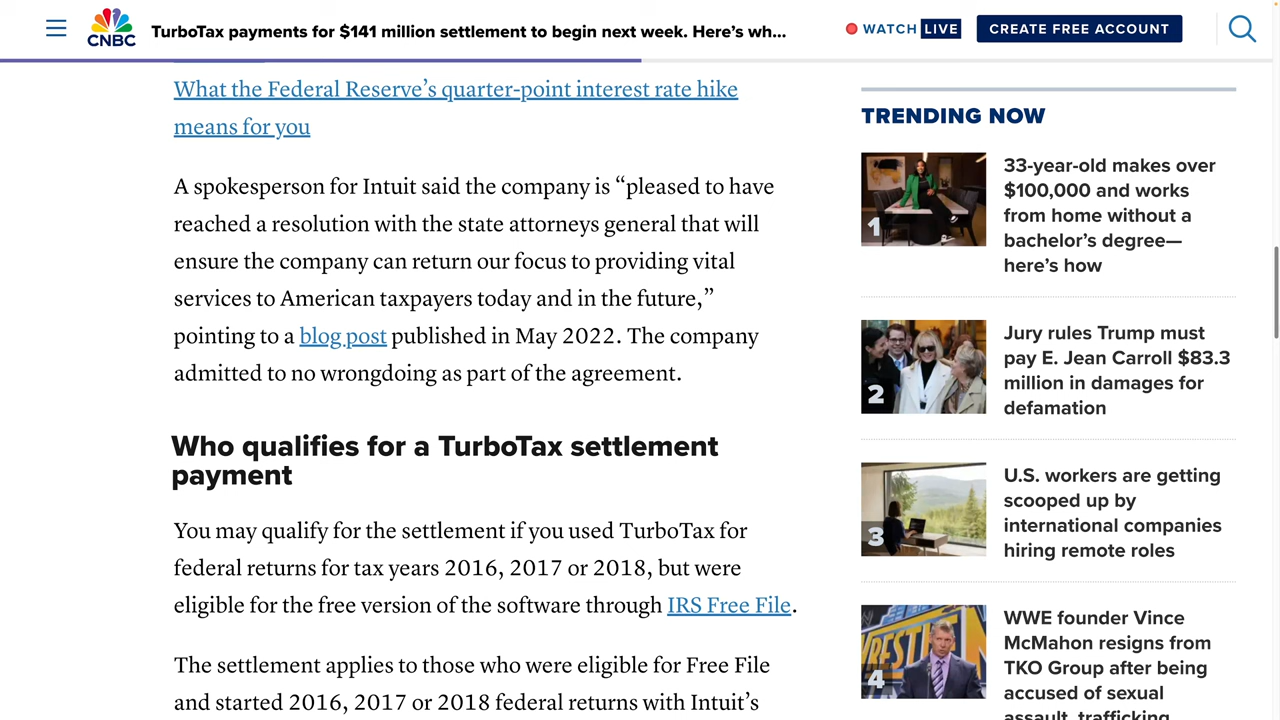 CNBC
TurboTax payments for $141 million settlement to begin next week. Here’s wh...
WATCH LIVE
CREATE FREE ACCOUNT
What the Federal Reserve’s quarter-point interest rate hike
means for you
A spokesperson for Intuit said the company is “pleased to have
reached a resolution with the state attorneys general that will
ensure the company can return our focus to providing vital
services to American taxpayers today and in the future,”
pointing to a blog post published in May 2022. The company
admitted to no wrongdoing as part of the agreement.
Who qualifies for a TurboTax settlement
payment
You may qualify for the settlement if you used TurboTax for
federal returns for tax years 2016, 2017 or 2018, but were
eligible for the free version of the software through IRS Free File.
The settlement applies to those who were eligible for Free File
and started 2016, 2017 or 2018 federal returns with Intuit’s
TRENDING NOW
1
33-year-old makes over
$100,000 and works
from home without a
bachelor’s degree—
here’s how
2
Jury rules Trump must
pay E. Jean Carroll $83.3
million in damages for
defamation
3
U.S. workers are getting
scooped up by
international companies
hiring remote roles
WRESTL
4
WWE founder Vince
McMahon resigns from
TKO Group after being
accused of sexual
assault, trafficking